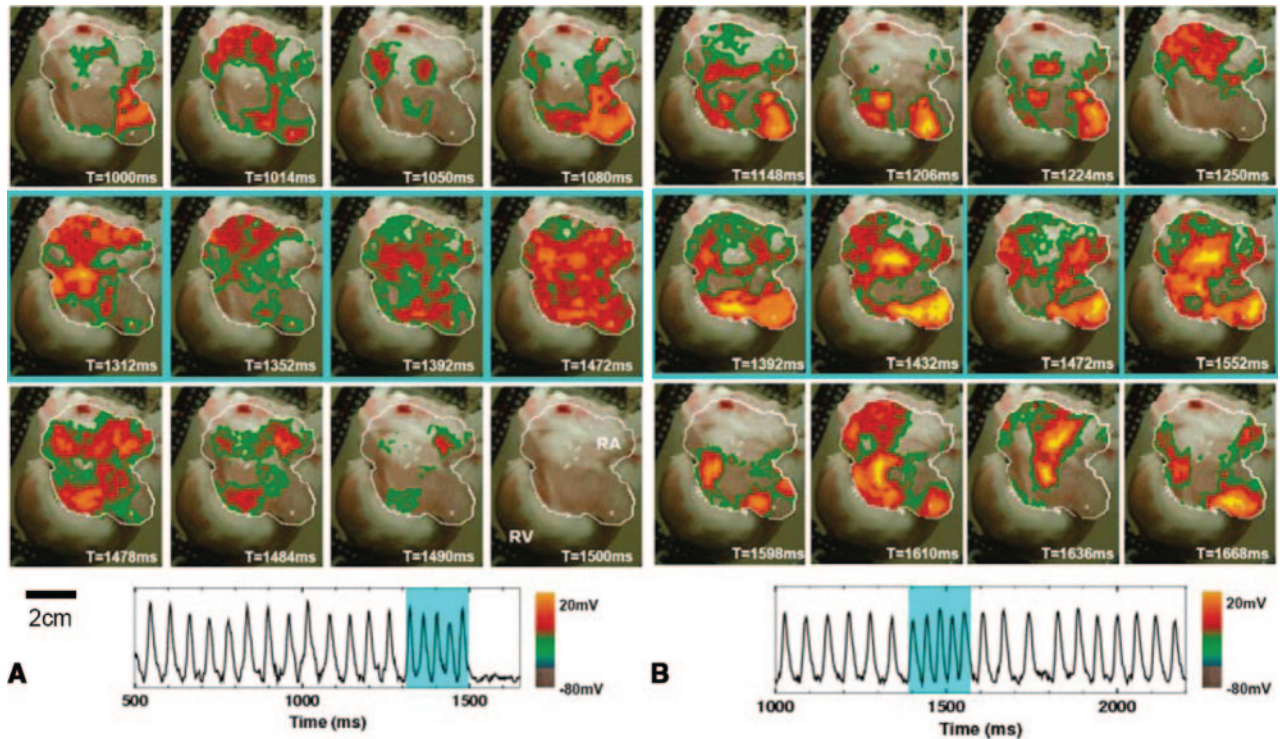 T=1000ms T=1014ms T=1050ms T=1080ms T=1148ms T=1206ms T=1224ms T=1250ms
T=1312ms T=1352ms T=1392ms T=1472ms T=1392ms T=1432ms T=1472ms T=1552ms
RA
RV
T=1478ms T=1484ms T=1490ms T=1500ms T=1598ms T=1610ms T=1636ms T=1668ms
2cm
20mV
-80mV
A
500 1000 1500
Time (ms)
20mV
-80mV
B
1000 1500 2000
Time (ms)